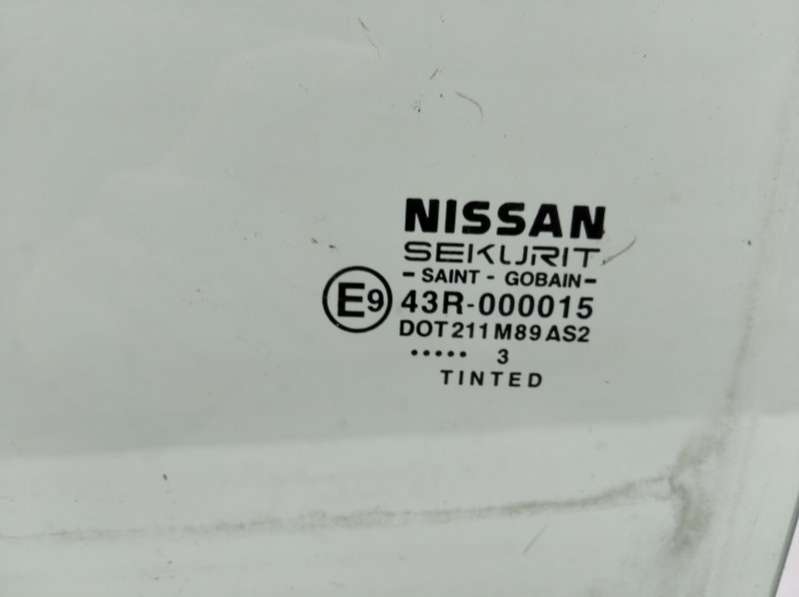 NISSAN
SEKURIT
- SAINT - GOBAIN -
E9 43R-000015
DOT 211 M89 AS2
..... 3
TINTED